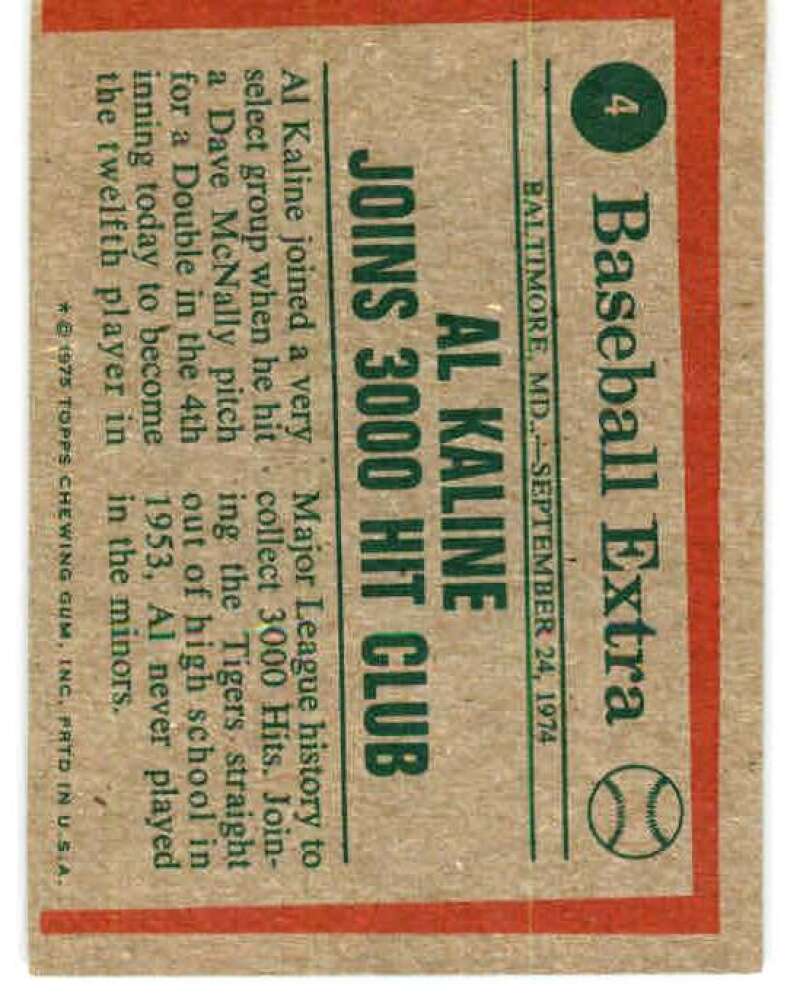 4 Baseball Extra
BALTIMORE, MD.,—SEPTEMBER 24, 1974
AL KALINE
JOINS 3000 HIT CLUB
Al Kaline joined a very
select group when he hit
a Dave McNally pitch
for a Double in the 4th
inning today to become
the twelfth player in
Major League history to
collect 3000 Hits. Join-
ing the Tigers straight
out of high school in
1953, Al never played
in the minors.
* © 1975 TOPPS CHEWING GUM, INC. PRTD IN U.S.A.